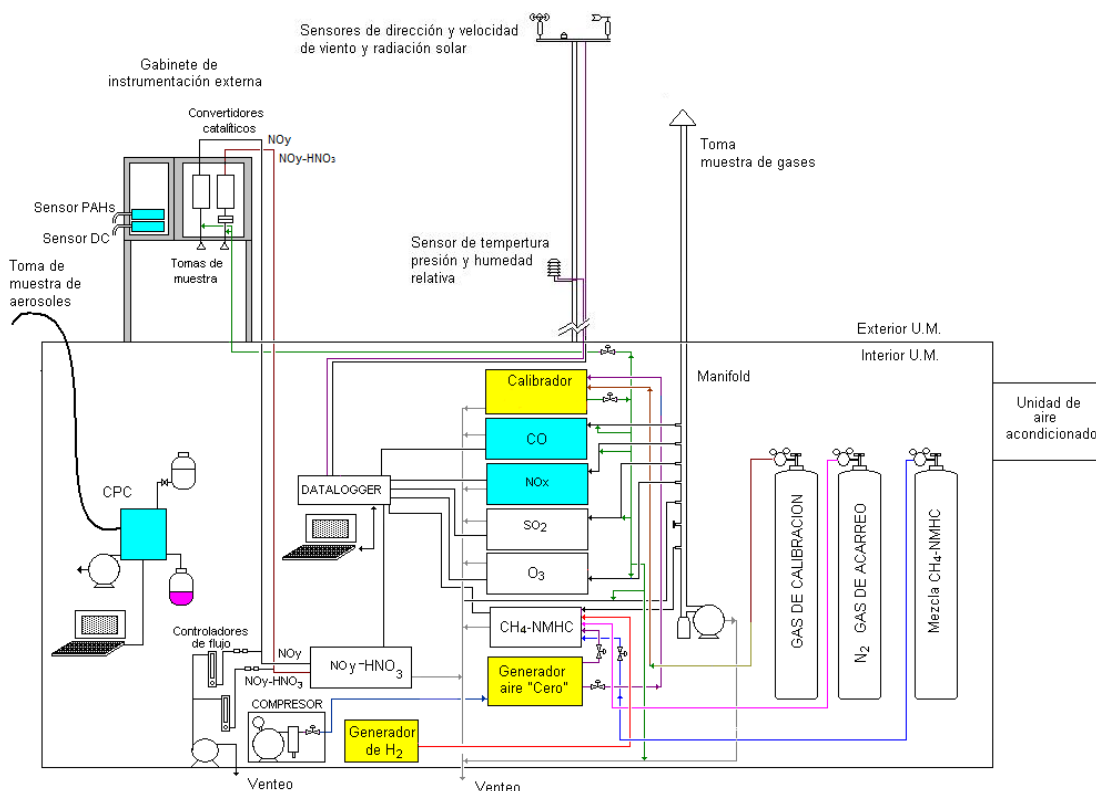 Sensores de dirección y velocidad
de viento y radiación solar
Gabinete de
instrumentación externa
Convertidores
catalíticos
NOy
NOy-HNO₃
Toma
muestra de gases
Sensor PAHs
Sensor DC
Tomas de
muestra
Sensor de tempertura
presión y humedad
relativa
Toma de
muestra de
aerosoles
Exterior U.M.
Interior U.M.
Manifold
Calibrador
Unidad de
aire
acondicionado
CO
NOx
DATALOGGER
CPC
SO₂
O₃
CH₄-NMHC
GAS DE CALIBRACION
N₂ GAS DE ACARREO
Mezcla CH₄-NMHC
Controladores
de flujo
NOy
NOy-HNO₃
NOy-HNO₃
Generador
aire "Cero"
COMPRESOR
Generador
de H₂
Venteo
Venteo